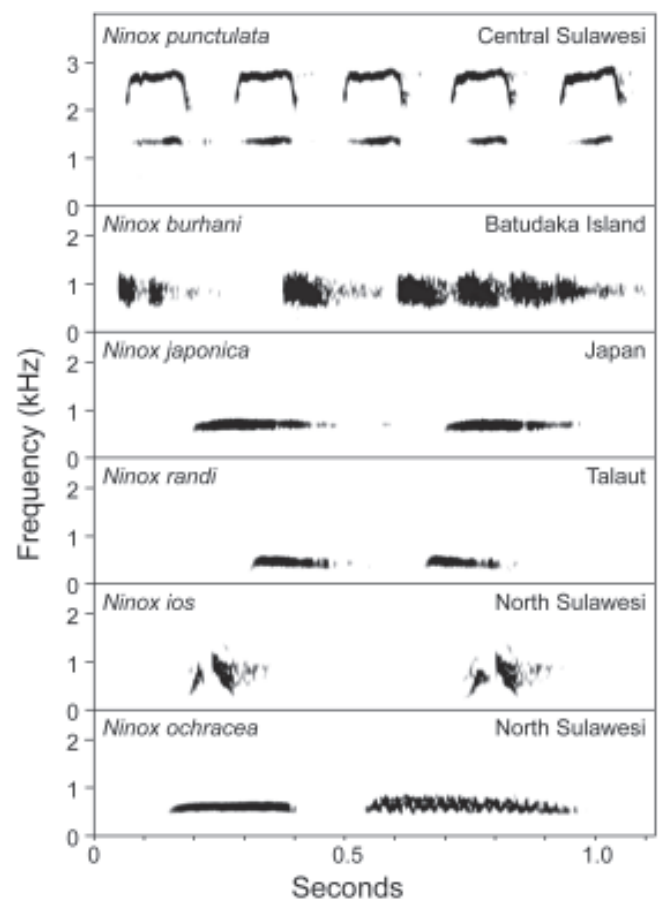 Ninox punctulata Central Sulawesi
3
2
1
0
Ninox burhani Batudaka Island
2
1
0
Ninox japonica Japan
2
1
0
Ninox randi Talaut
2
1
0
Ninox ios North Sulawesi
2
1
0
Ninox ochracea North Sulawesi
2
1
0
0 0.5 1.0
Seconds
Frequency (kHz)